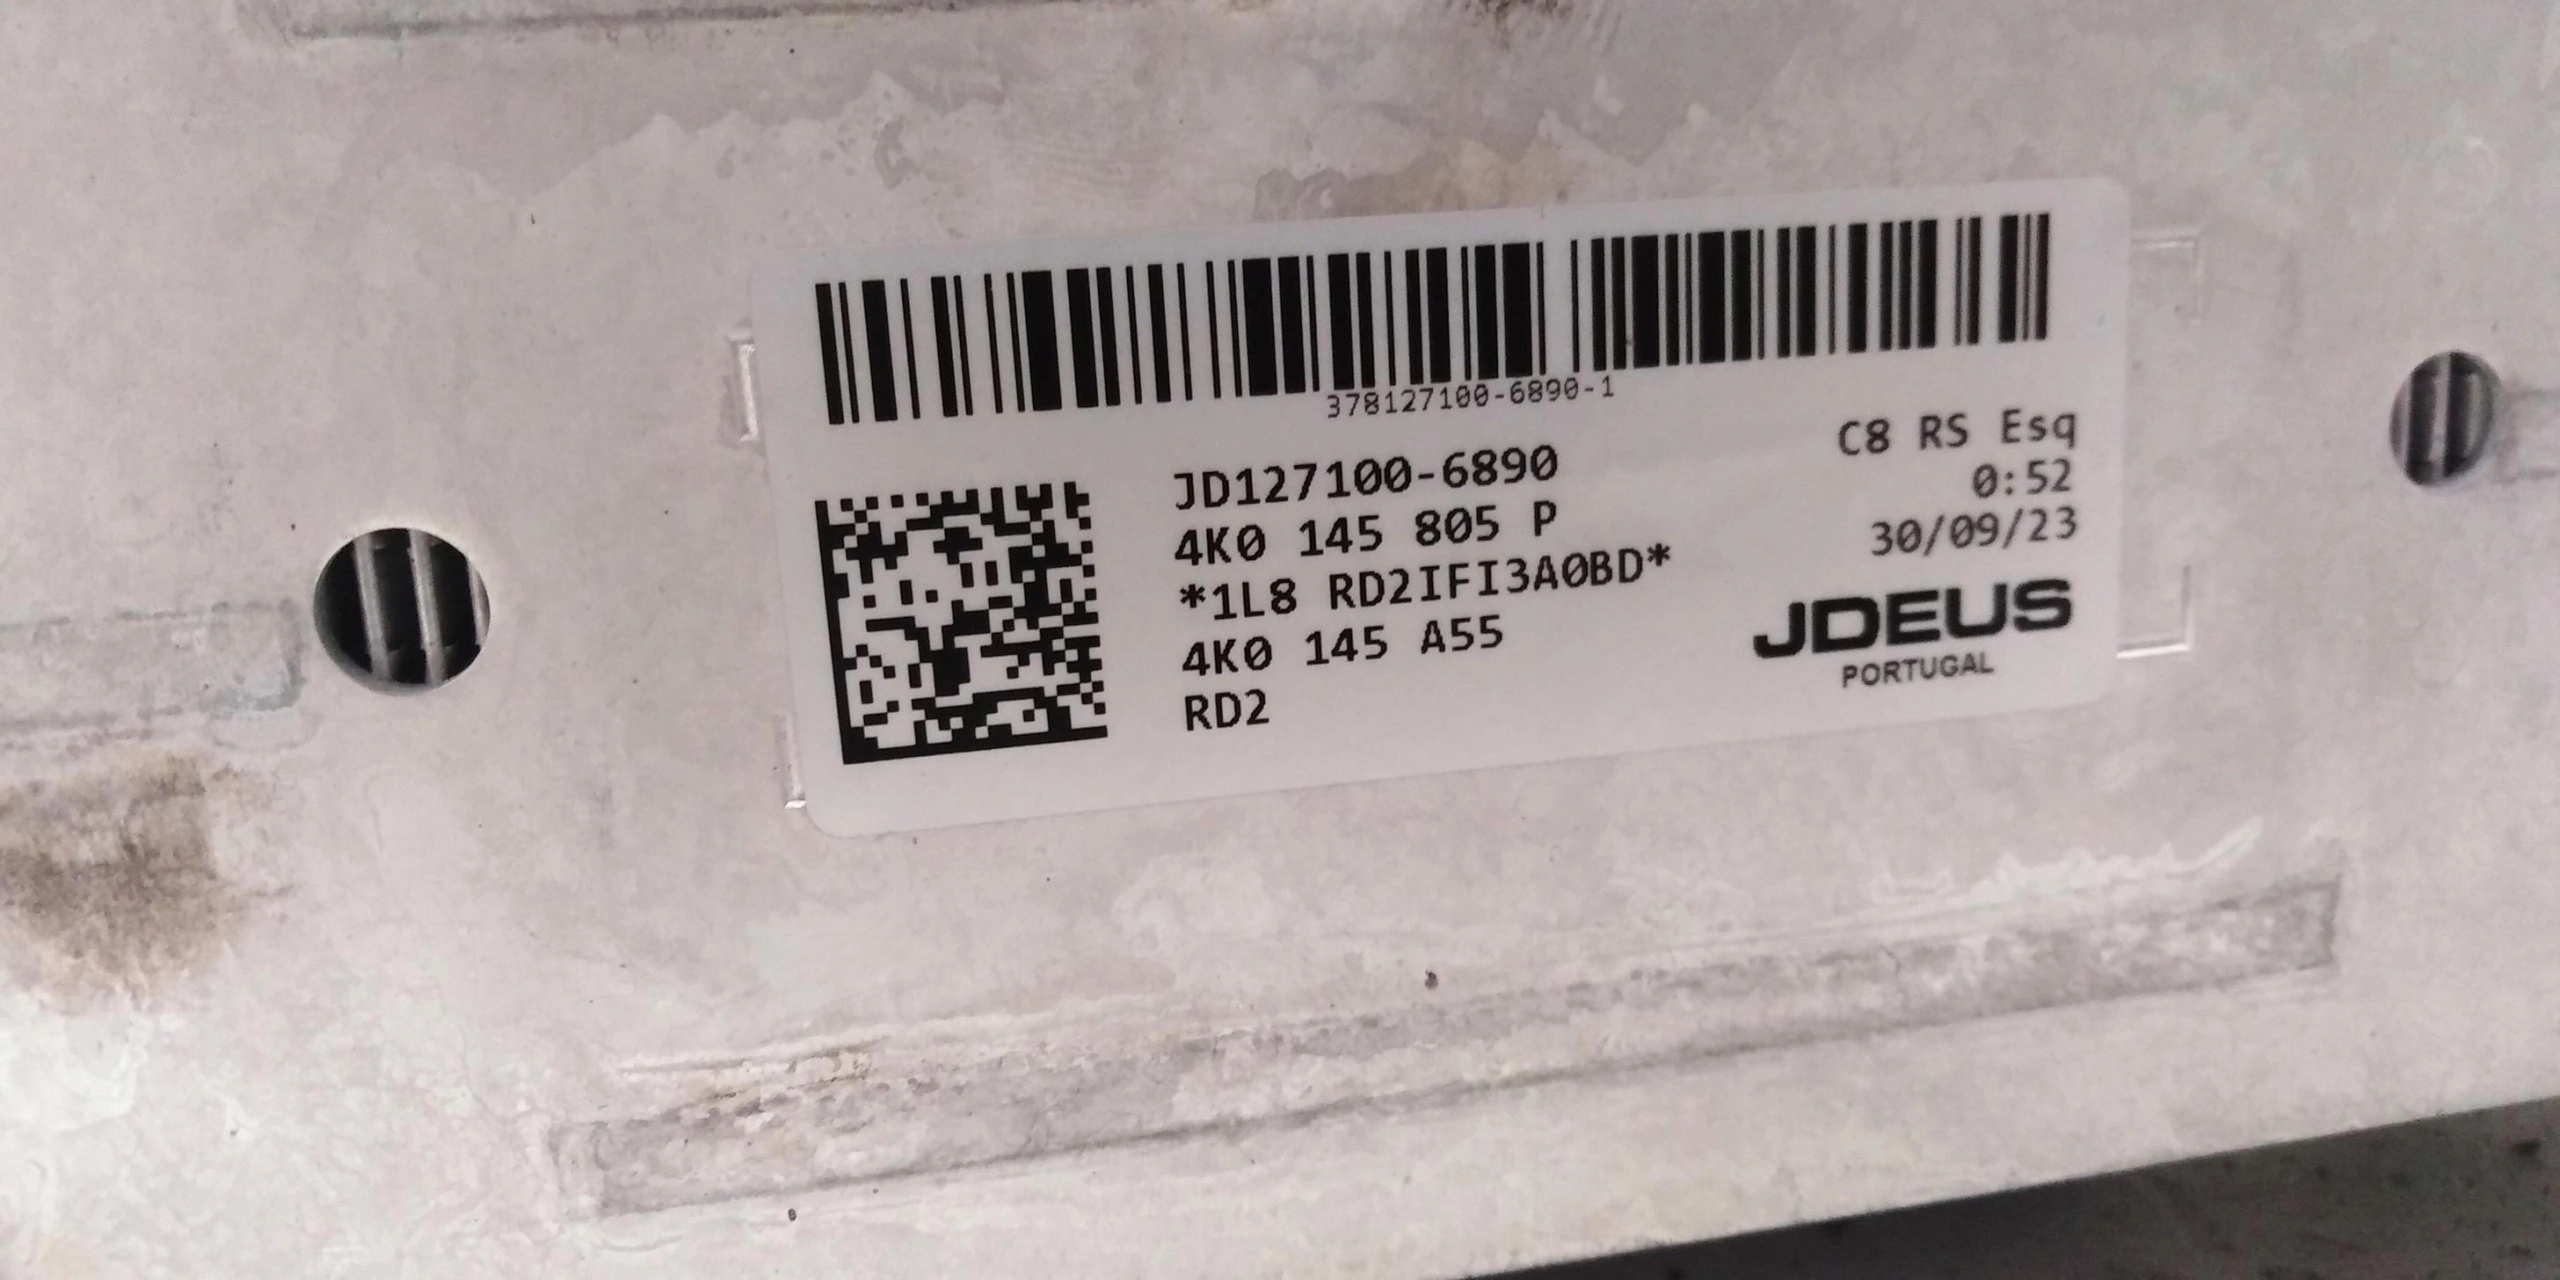 378127100-6890-1
JD127100-6890
4K0 145 805 P
*1L8 RD2IFI3A0BD*
4K0 145 A55
RD2
C8 RS Esq
0:52
30/09/23
JDEUS
PORTUGAL